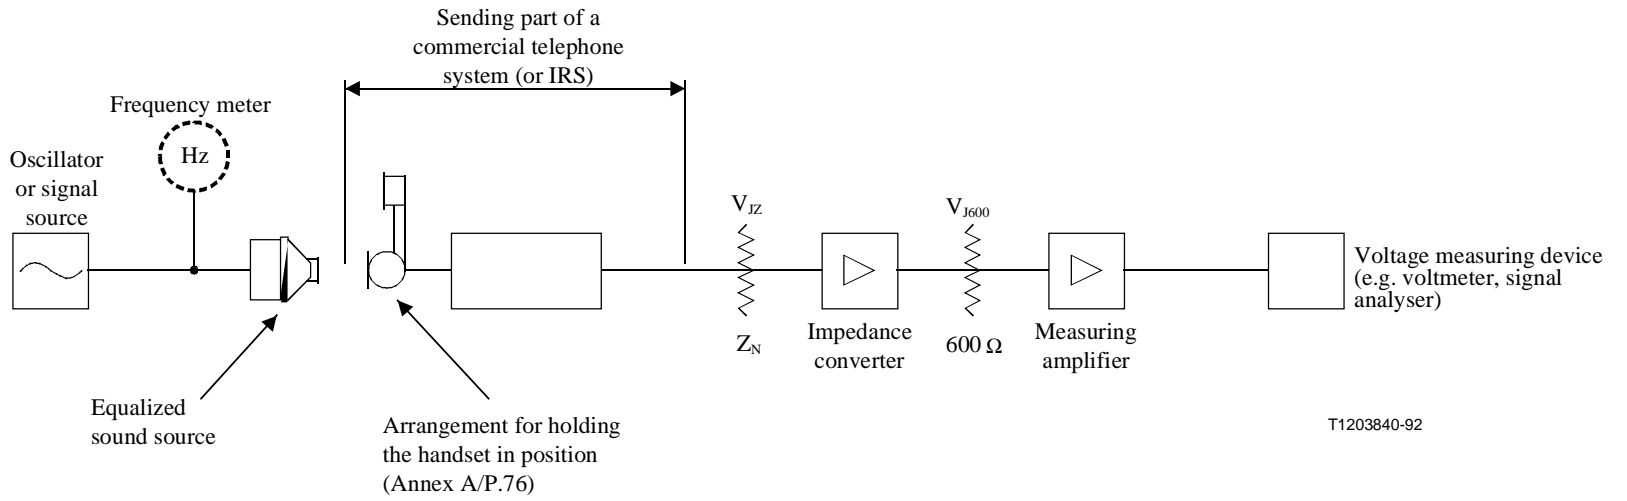 Sending part of a
commercial telephone
system (or IRS)
Frequency meter
Hz
Oscillator
or signal
source
V_JZ
V_J600
Voltage measuring device
(e.g. voltmeter, signal
analyser)
Z_N
Impedance
converter
600 Ω
Measuring
amplifier
Equalized
sound source
Arrangement for holding
the handset in position
(Annex A/P.76)
T1203840-92